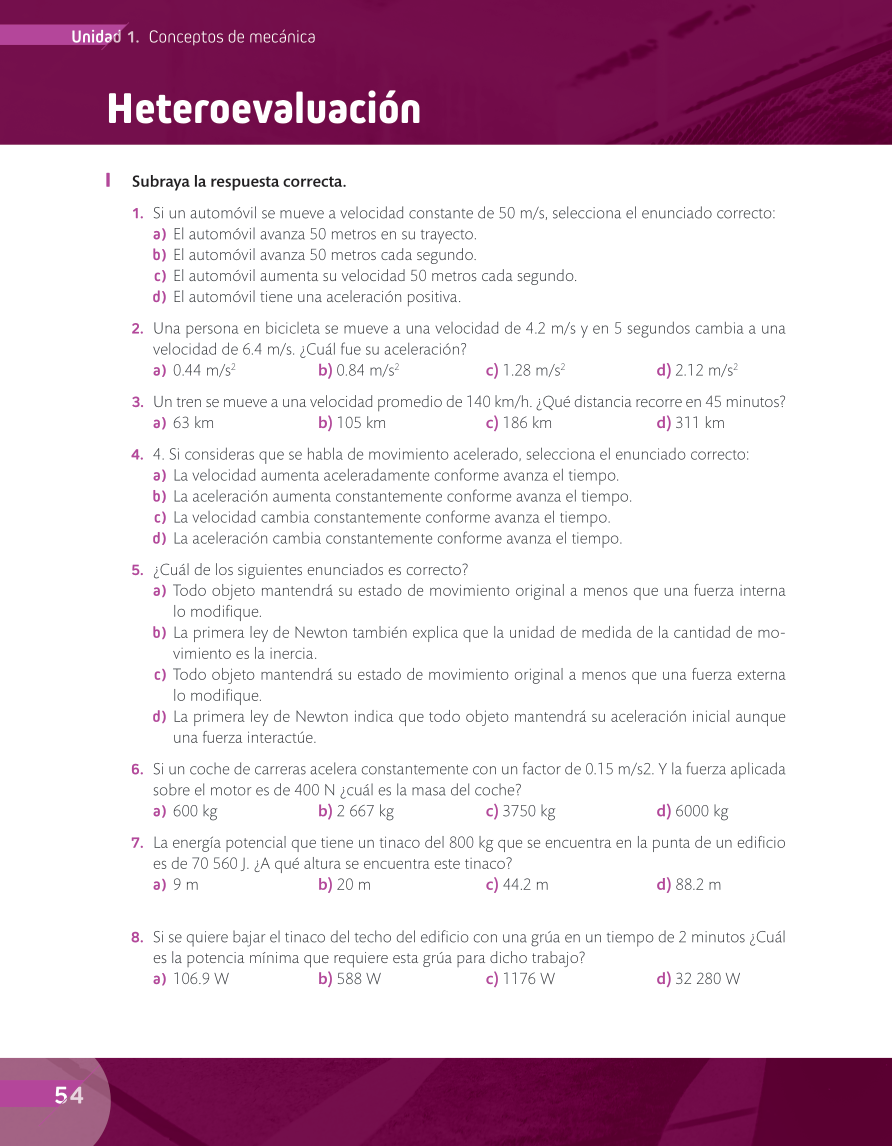 Unidad 1. Conceptos de mecánica
Heteroevaluación
I Subraya la respuesta correcta.
1. Si un automóvil se mueve a velocidad constante de 50 m/s, selecciona el enunciado correcto:
a) El automóvil avanza 50 metros en su trayecto.
b) El automóvil avanza 50 metros cada segundo.
c) El automóvil aumenta su velocidad 50 metros cada segundo.
d) El automóvil tiene una aceleración positiva.
2. Una persona en bicicleta se mueve a una velocidad de 4.2 m/s y en 5 segundos cambia a una
velocidad de 6.4 m/s. ¿Cuál fue su aceleración?
a) 0.44 m/s² b) 0.84 m/s² c) 1.28 m/s² d) 2.12 m/s²
3. Un tren se mueve a una velocidad promedio de 140 km/h. ¿Qué distancia recorre en 45 minutos?
a) 63 km b) 105 km c) 186 km d) 311 km
4. 4. Si consideras que se habla de movimiento acelerado, selecciona el enunciado correcto:
a) La velocidad aumenta aceleradamente conforme avanza el tiempo.
b) La aceleración aumenta constantemente conforme avanza el tiempo.
c) La velocidad cambia constantemente conforme avanza el tiempo.
d) La aceleración cambia constantemente conforme avanza el tiempo.
5. ¿Cuál de los siguientes enunciados es correcto?
a) Todo objeto mantendrá su estado de movimiento original a menos que una fuerza interna
lo modifique.
b) La primera ley de Newton también explica que la unidad de medida de la cantidad de mo-
vimiento es la inercia.
c) Todo objeto mantendrá su estado de movimiento original a menos que una fuerza externa
lo modifique.
d) La primera ley de Newton indica que todo objeto mantendrá su aceleración inicial aunque
una fuerza interactúe.
6. Si un coche de carreras acelera constantemente con un factor de 0.15 m/s2. Y la fuerza aplicada
sobre el motor es de 400 N ¿cuál es la masa del coche?
a) 600 kg b) 2 667 kg c) 3750 kg d) 6000 kg
7. La energía potencial que tiene un tinaco del 800 kg que se encuentra en la punta de un edificio
es de 70 560 J. ¿A qué altura se encuentra este tinaco?
a) 9 m b) 20 m c) 44.2 m d) 88.2 m
8. Si se quiere bajar el tinaco del techo del edificio con una grúa en un tiempo de 2 minutos ¿Cuál
es la potencia mínima que requiere esta grúa para dicho trabajo?
a) 106.9 W b) 588 W c) 1176 W d) 32 280 W
54